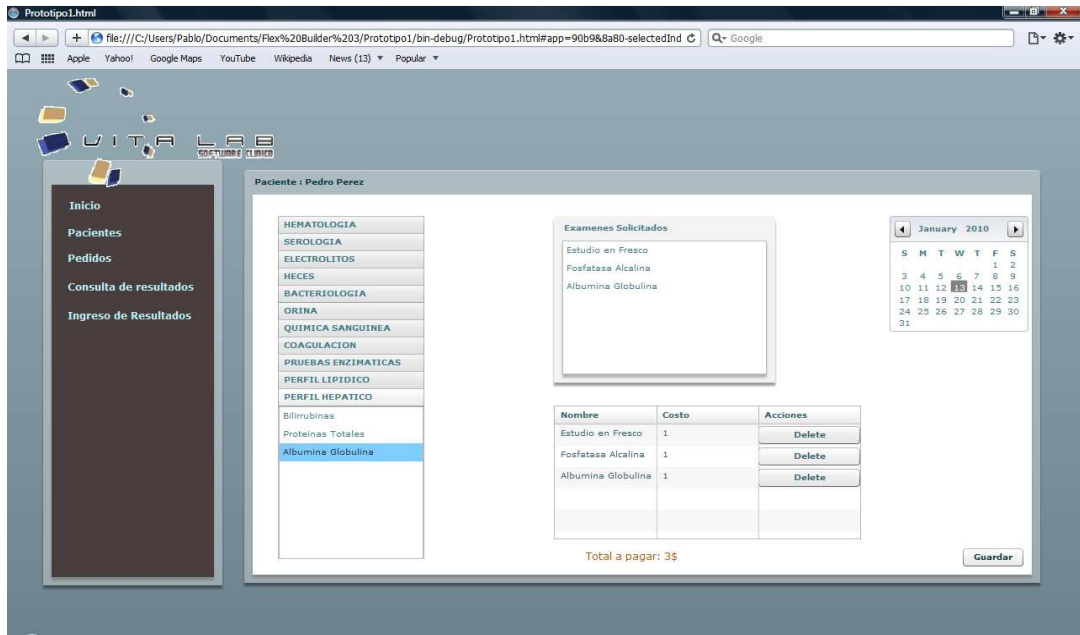 Prototipo1.html
file:///C:/Users/Pablo/Documents/Flex%20Builder%203/Prototipo1/bin-debug/Prototipo1.html#app=90b9&8a80-selectedInd
Google
Apple Yahoo! Google Maps YouTube Wikipedia News (13) Popular
VITA LAB
SOFTWARE CLINICO
Inicio
Pacientes
Pedidos
Consulta de resultados
Ingreso de Resultados
Paciente : Pedro Perez
HEMATOLOGIA
SEROLOGIA
ELECTROLITOS
HECES
BACTERIOLOGIA
ORINA
QUIMICA SANGUINEA
COAGULACION
PRUEBAS ENZIMATICAS
PERFIL LIPIDICO
PERFIL HEPATICO
Bilirrubinas
Proteinas Totales
Albumina Globulina
Examenes Solicitados
Estudio en Fresco
Fosfatasa Alcalina
Albumina Globulina
Nombre Costo Acciones
Estudio en Fresco 1 Delete
Fosfatasa Alcalina 1 Delete
Albumina Globulina 1 Delete
Total a pagar: 3$
January 2010
S M T W T F S
1 2
3 4 5 6 7 8 9
10 11 12 13 14 15 16
17 18 19 20 21 22 23
24 25 26 27 28 29 30
31
Guardar